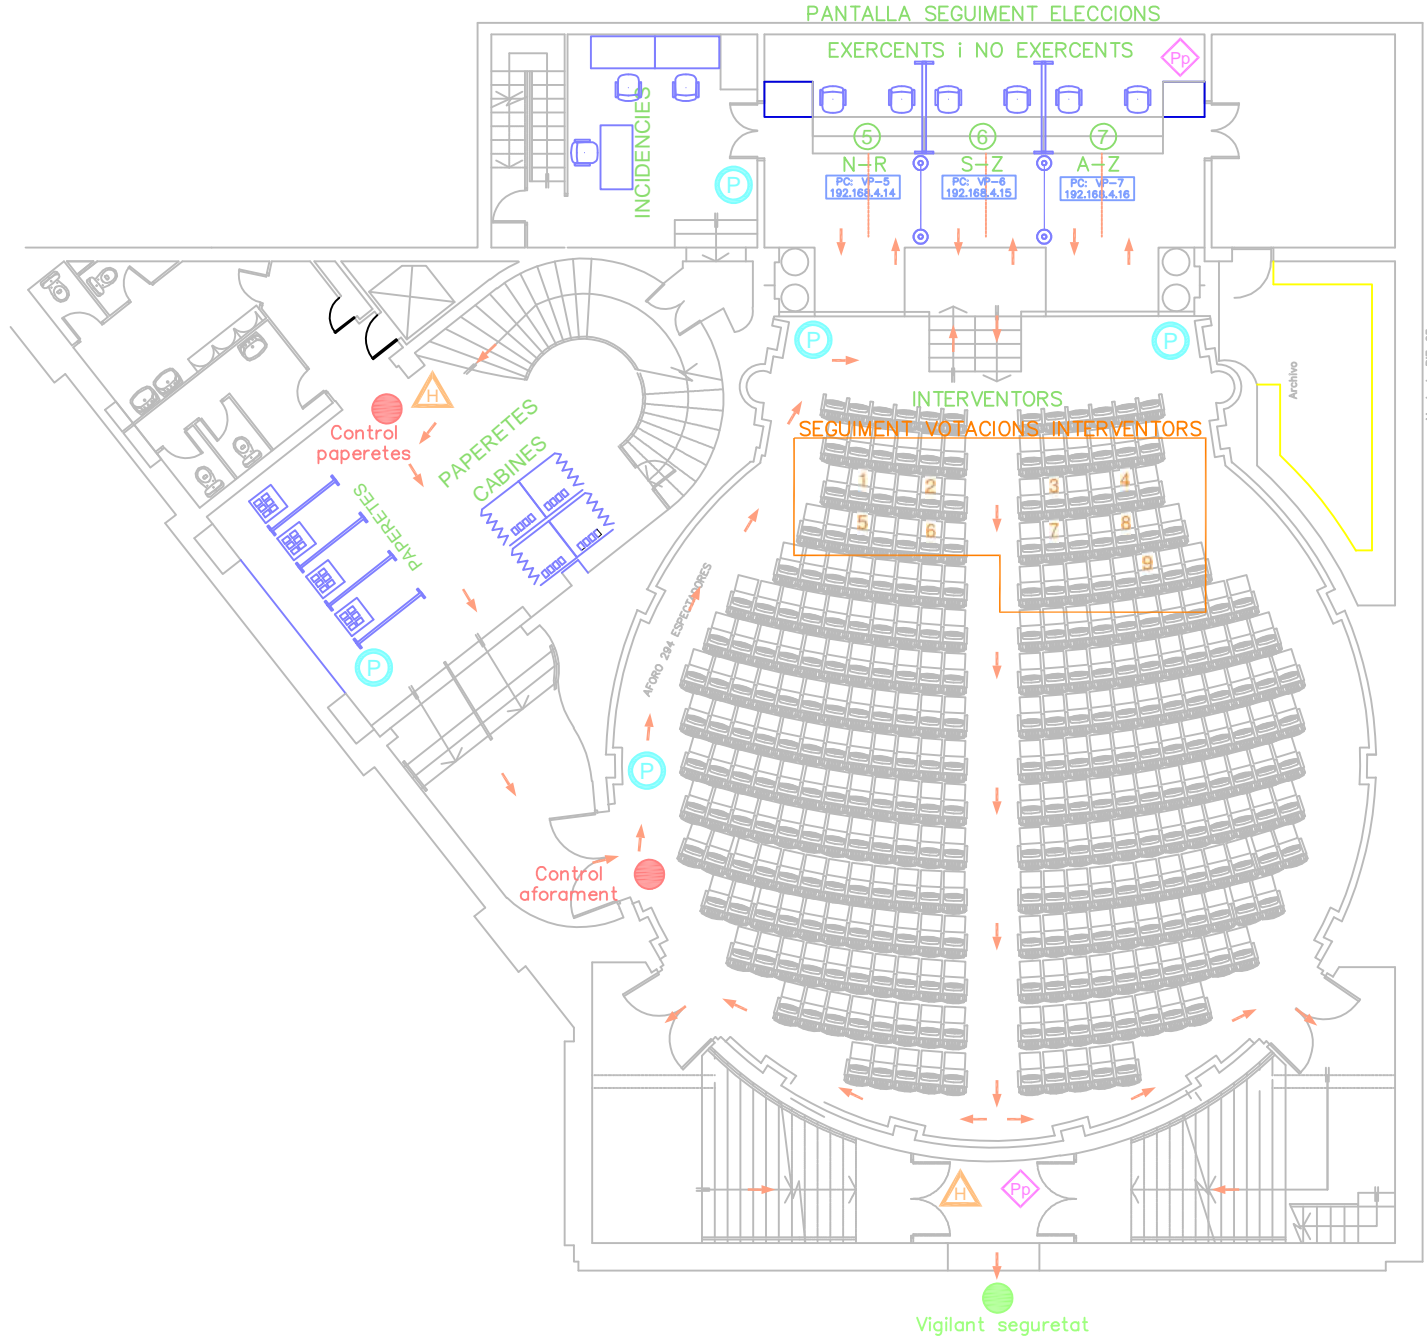 PANTALLA SEGUIMENT ELECCIONS
EXERCENTS i NO EXERCENTS
Pp
INCIDENCIES
P
5
6
7
N-R
S-Z
A-Z
PC: VP-5
192.168.4.14
PC: VP-6
192.168.4.15
PC: VP-7
192.168.4.16
P
P
Archivo
H
Control
paperetes
PAPERETES
CABINES
PAPERETES
INTERVENTORS
SEGUIMENT VOTACIONS INTERVENTORS
1
2
3
4
5
6
7
8
9
AFORO 294 ESPECTADORES
P
P
Control
aforament
H
Pp
Vigilant seguretat